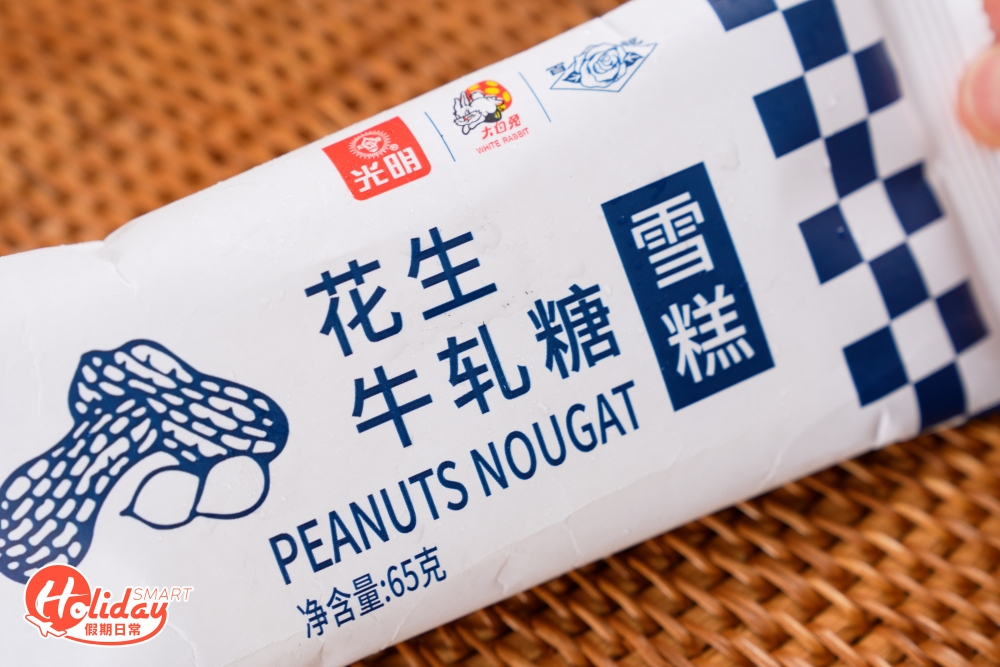 光明®
大白兔
WHITE RABBIT
花生
牛轧糖
雪糕
PEANUTS NOUGAT
净含量:65克
Holiday SMART
假期日常